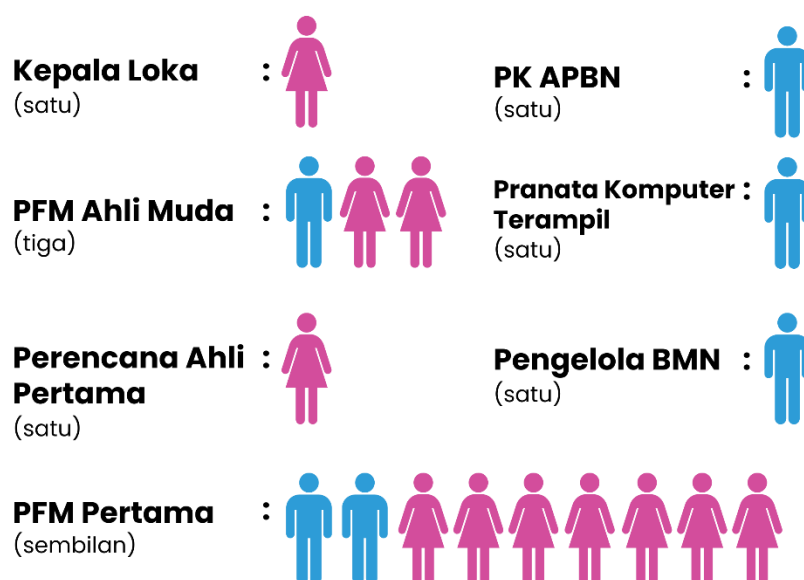 Kepala Loka :
(satu)
PFM Ahli Muda :
(tiga)
Perencana Ahli :
Pertama
(satu)
PFM Pertama :
(sembilan)
PK APBN :
(satu)
Pranata Komputer :
Terampil
(satu)
Pengelola BMN :
(satu)